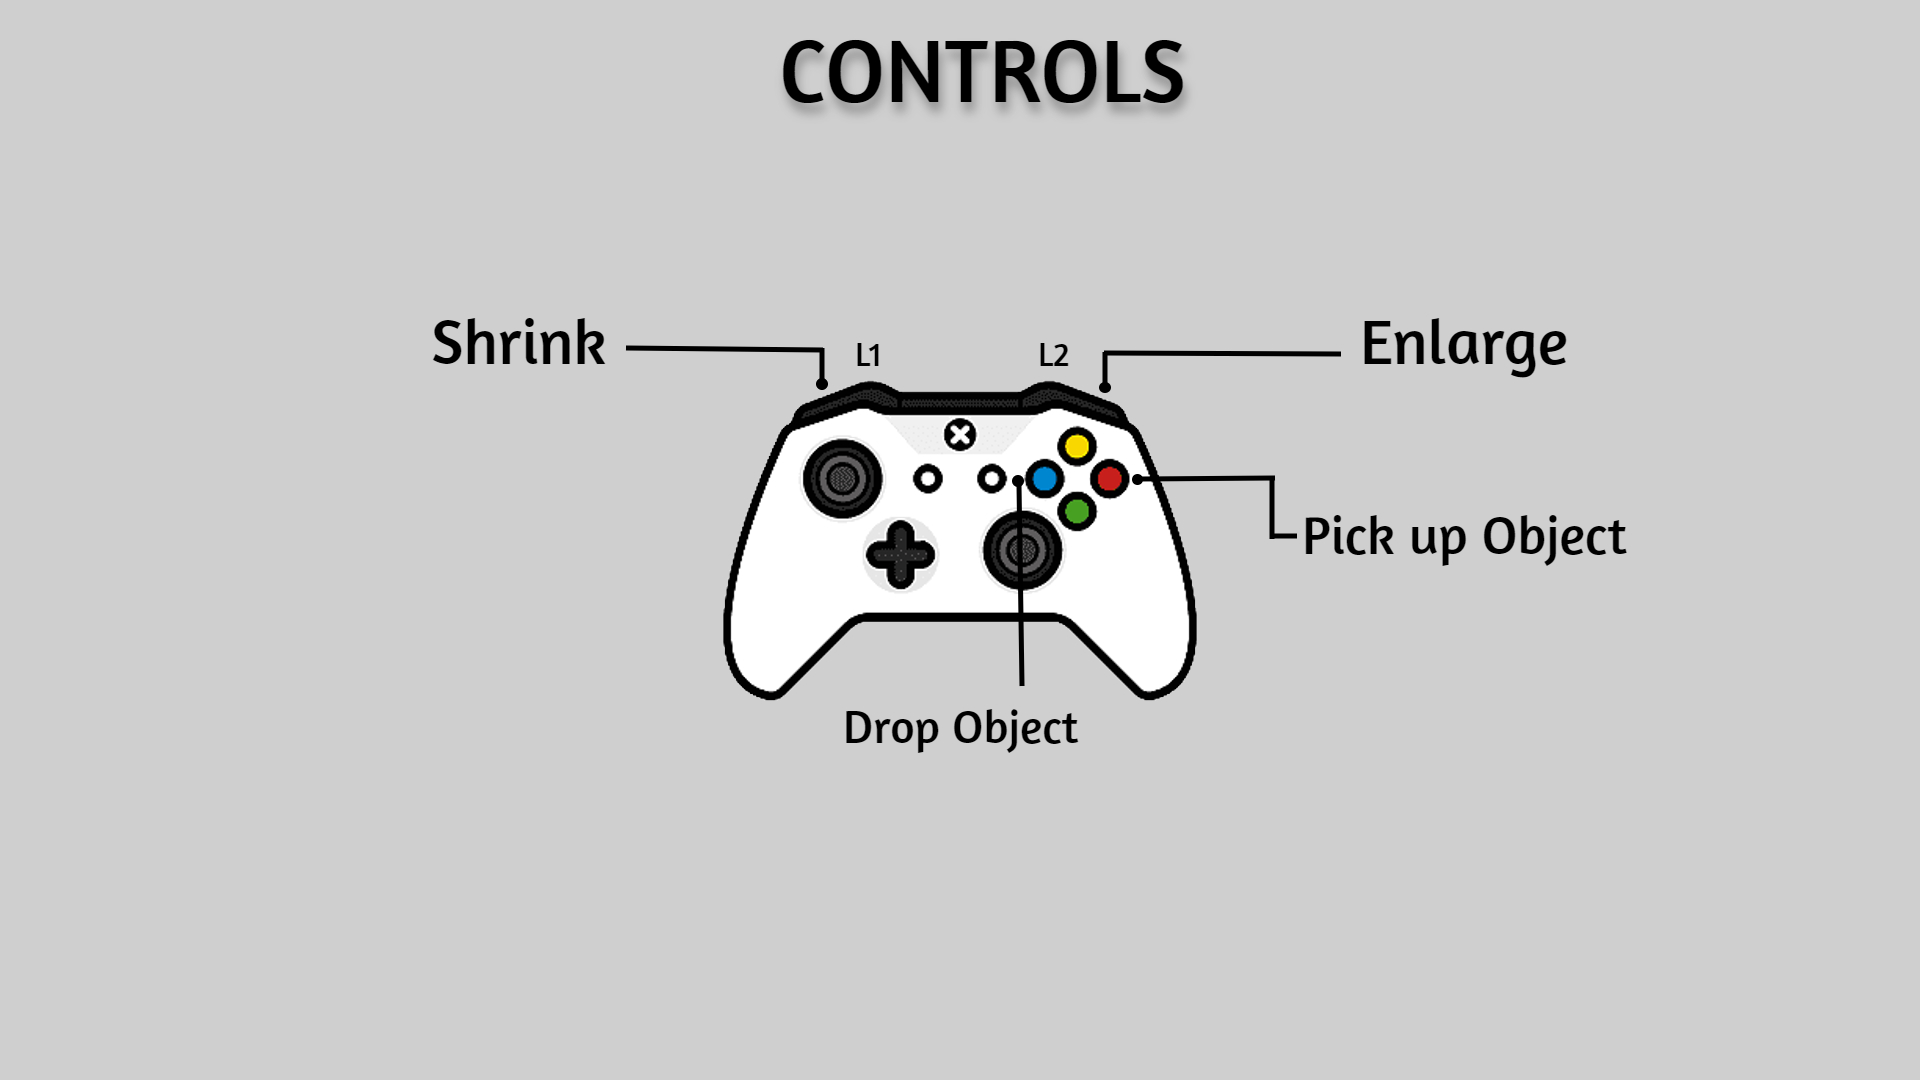 CONTROLS
Shrink
L1
L2
Enlarge
Pick up Object
Drop Object